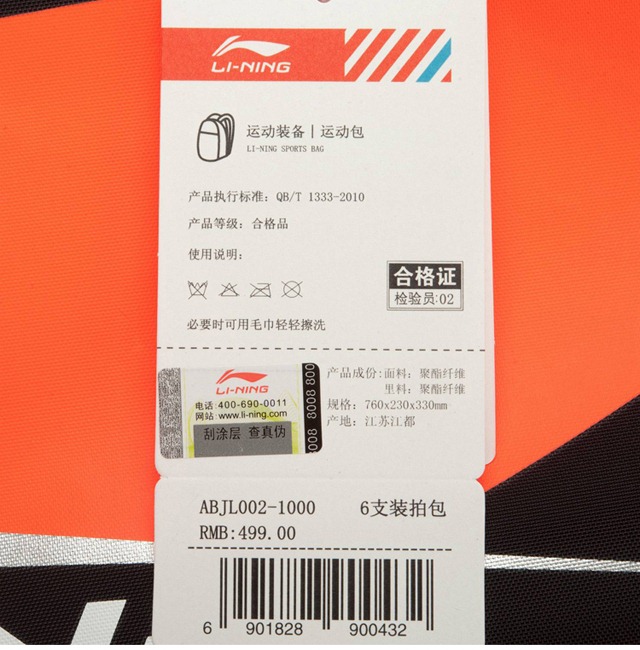 LI-NING
运动装备 | 运动包
LI-NING SPORTS BAG
产品执行标准: QB/T 1333-2010
产品等级: 合格品
使用说明:
合格证
检验员:02
必要时可用毛巾轻轻擦洗
LI-NING
电话 400-690-0011
网站 www.li-ning.com
刮涂层 查真伪
8008 800
产品成份:面料: 聚酯纤维
里料: 聚酯纤维
规格: 760x230x330mm
产地: 江苏江都
ABJL002-1000 6支装拍包
RMB:499.00
6 901828 900432